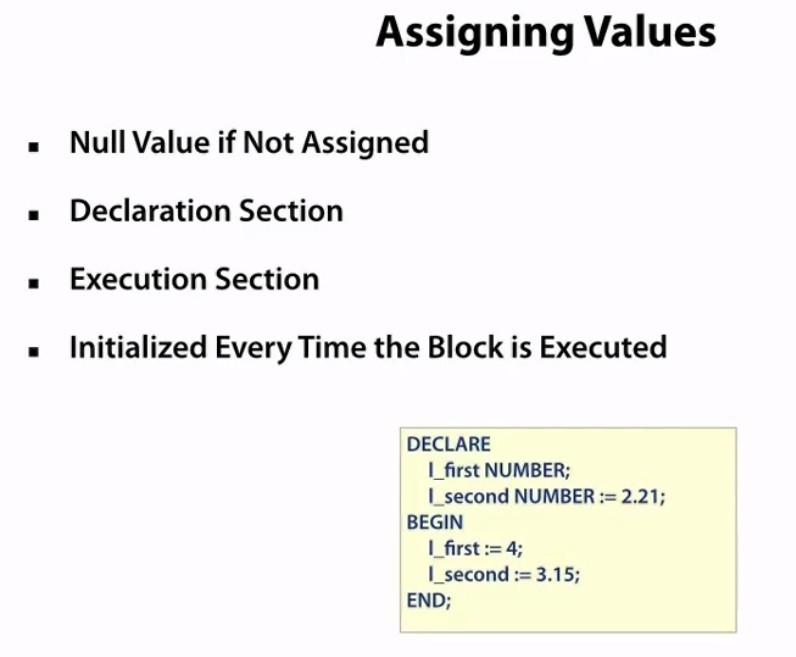 Assigning Values
▪ Null Value if Not Assigned
▪ Declaration Section
▪ Execution Section
▪ Initialized Every Time the Block is Executed
DECLARE
l_first NUMBER;
l_second NUMBER := 2.21;
BEGIN
l_first := 4;
l_second := 3.15;
END;